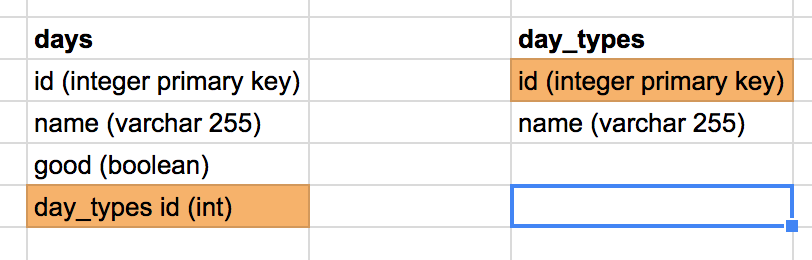 days
day_types
id (integer primary key)
id (integer primary key)
name (varchar 255)
name (varchar 255)
good (boolean)
day_types id (int)